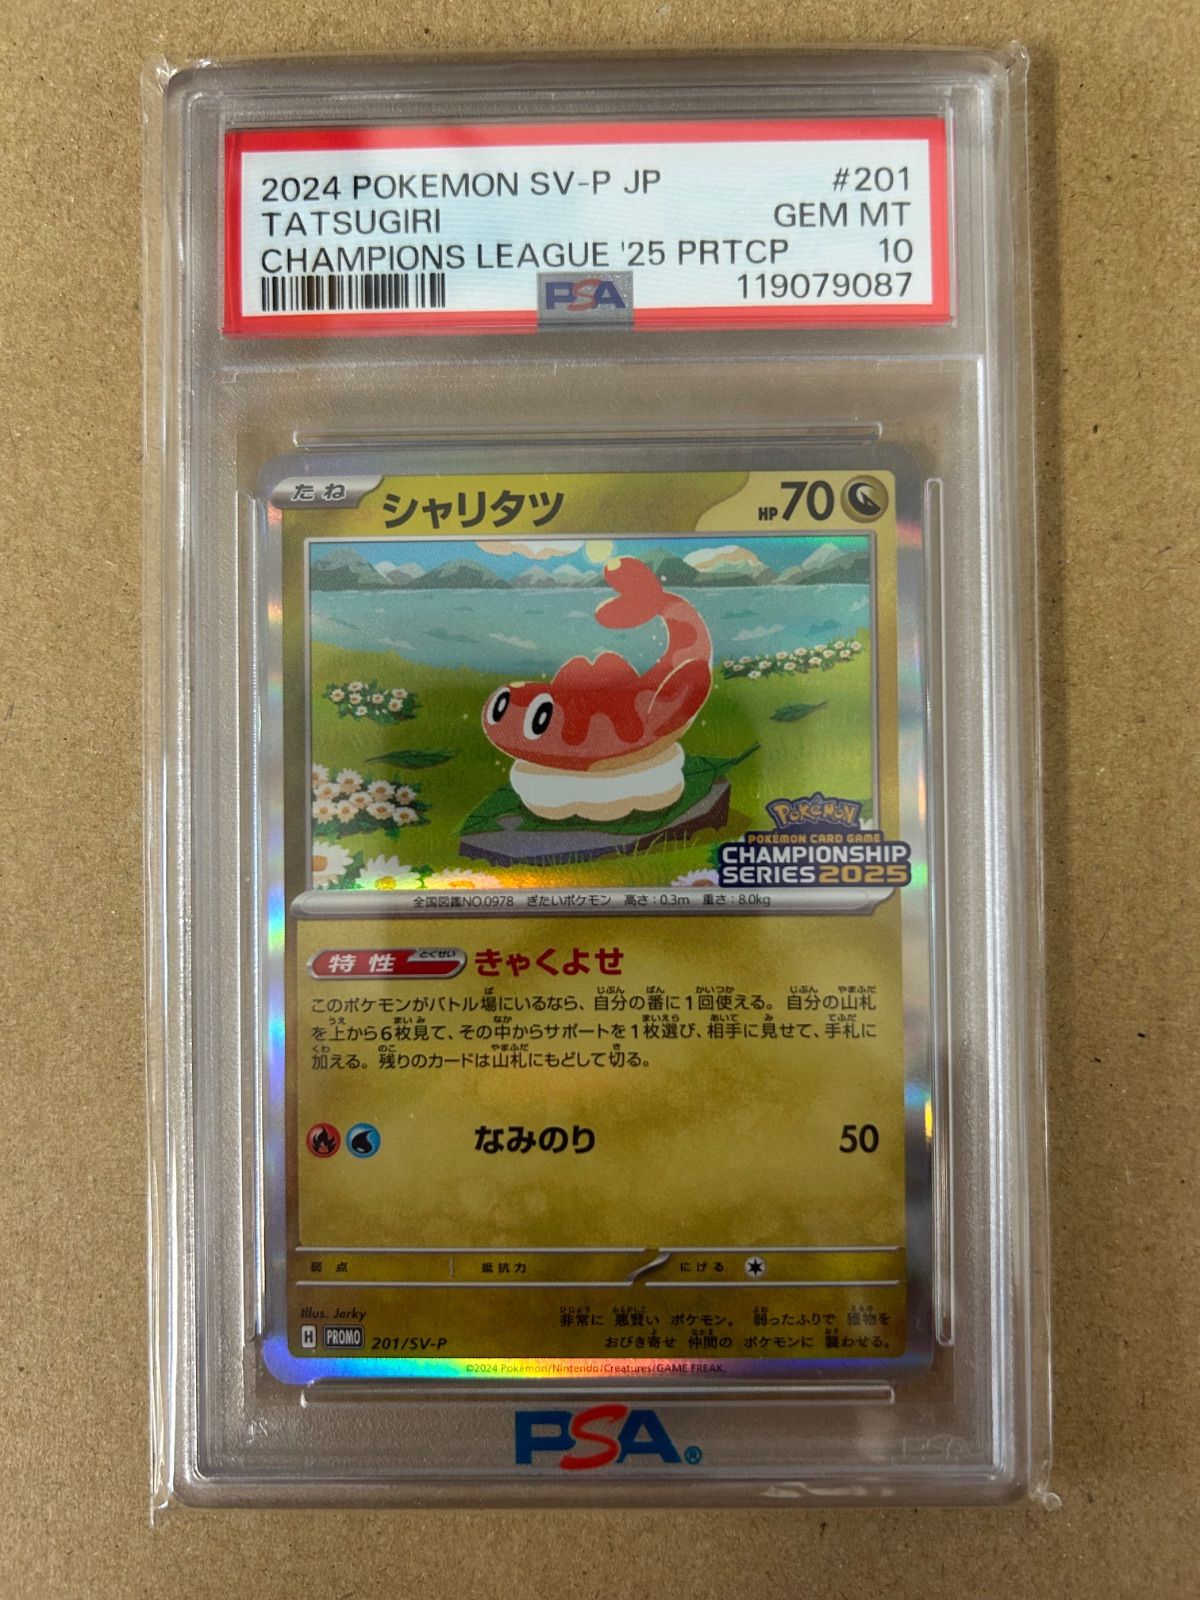 2024 POKEMON SV-P JP #201
TATSUGIRI GEM MT
CHAMPIONS LEAGUE '25 PRTCP 10
PSA 119079087
たね シャリタツ HP 70
Pokémon
POKÉMON CARD GAME
CHAMPIONSHIP
SERIES 2025
全国図鑑NO.0978 ぎたいポケモン 高さ:0.3m 重さ:8.0kg
特性 とくせい きゃくよせ
このポケモンがバトル場にいるなら、自分の番に1回使える。自分の山札
を上から6枚見て、その中からサポートを1枚選び、相手に見せて、手札に
加える。残りのカードは山札にもどして切る。
なみのり 50
弱点 抵抗力 にげる
Illus. Jerky
非常に 悪賢い ポケモン。 弱ったふりで 獲物を
おびき寄せ 仲間の ポケモンに 襲わせる。
H PROMO 201/SV-P
©2024 Pokémon/Nintendo/Creatures/GAME FREAK.
PSA®